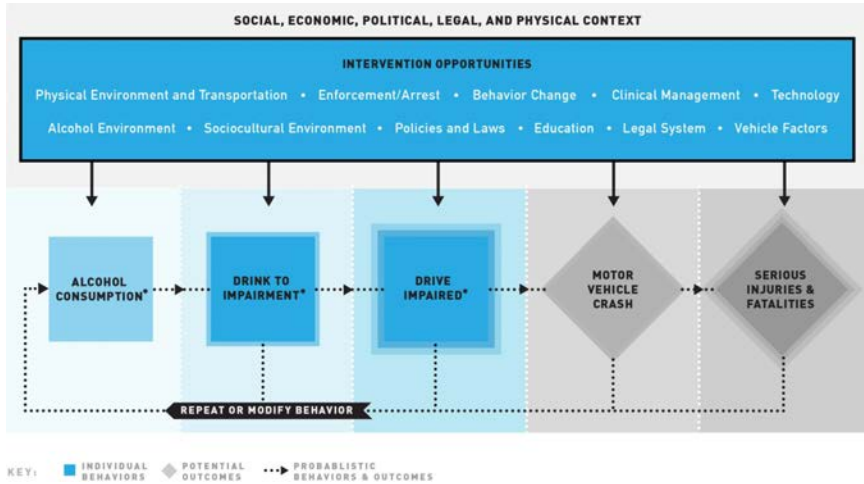 SOCIAL, ECONOMIC, POLITICAL, LEGAL, AND PHYSICAL CONTEXT
INTERVENTION OPPORTUNITIES
Physical Environment and Transportation • Enforcement/Arrest • Behavior Change • Clinical Management • Technology
Alcohol Environment • Sociocultural Environment • Policies and Laws • Education • Legal System • Vehicle Factors
ALCOHOL
CONSUMPTION*
DRINK TO
IMPAIRMENT*
DRIVE
IMPAIRED*
MOTOR
VEHICLE
CRASH
SERIOUS
INJURIES &
FATALITIES
REPEAT OR MODIFY BEHAVIOR
KEY:
INDIVIDUAL
BEHAVIORS
POTENTIAL
OUTCOMES
PROBABLISTIC
BEHAVIORS & OUTCOMES